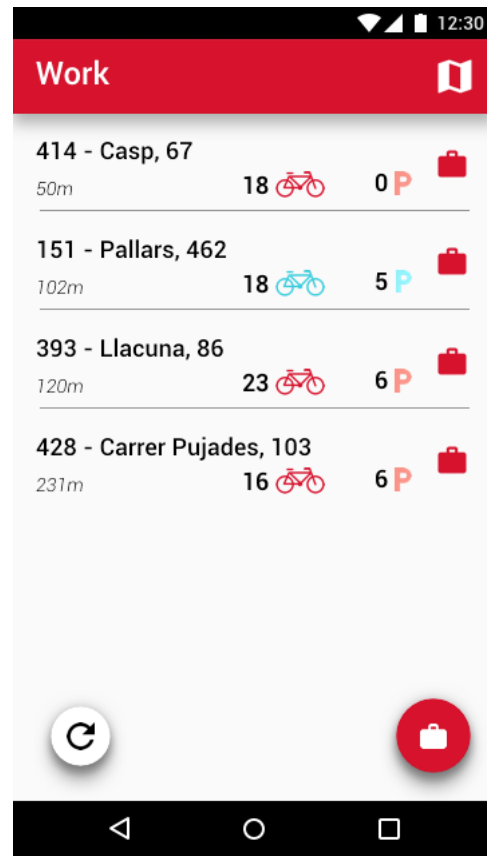 12:30
Work
414 - Casp, 67
50m 18 0 P
151 - Pallars, 462
102m 18 5 P
393 - Llacuna, 86
120m 23 6 P
428 - Carrer Pujades, 103
231m 16 6 P